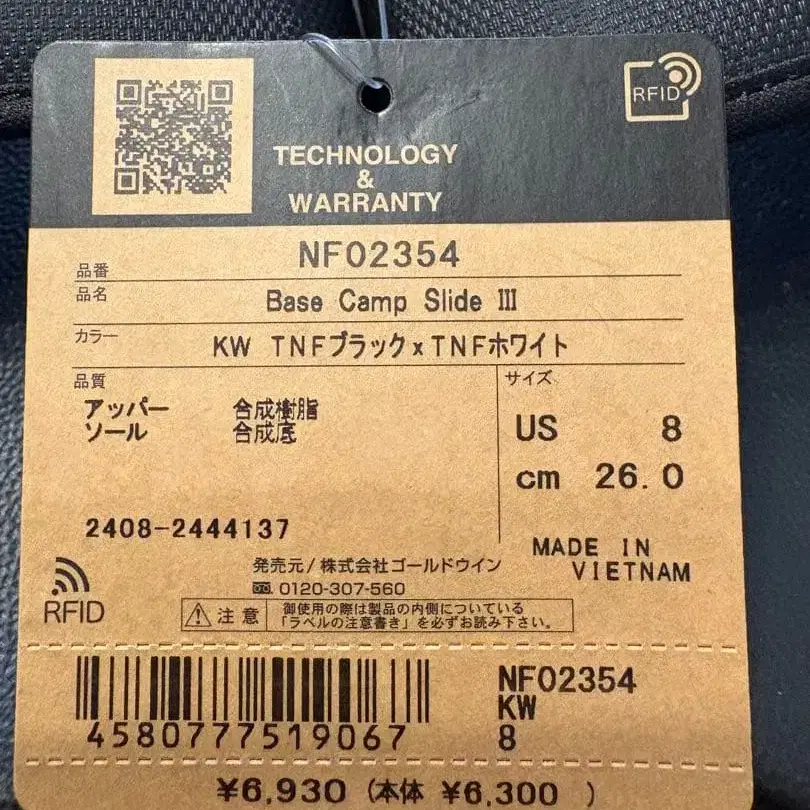 RFID
TECHNOLOGY
&
WARRANTY
品番 NF02354
品名 Base Camp Slide III
カラー KW TNFブラックxTNFホワイト
品質
アッパー 合成樹脂
ソール 合成底
サイズ
US 8
cm 26.0
2408-2444137
MADE IN
VIETNAM
RFID
発売元/株式会社ゴールドウイン
0120-307-560
注意 御使用の際は製品の内側についている
「ラベルの注意書き」を必ずお読み下さい。
4580777519067
NF02354
KW
8
¥6,930 (本体 ¥6,300 )